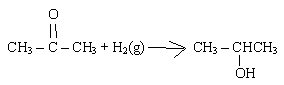 O
CH₃ -C- CH₃ + H₂(g) → CH₃ - CHCH₃
OH